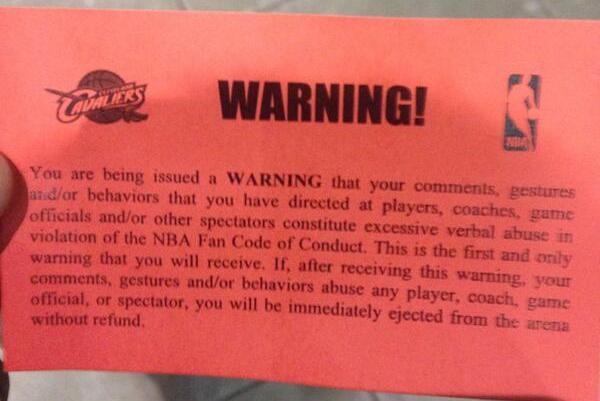 CLEVELAND
CAVALIERS
WARNING!
NBA
You are being issued a WARNING that your comments, gestures
and/or behaviors that you have directed at players, coaches, game
officials and/or other spectators constitute excessive verbal abuse in
violation of the NBA Fan Code of Conduct. This is the first and only
warning that you will receive. If, after receiving this warning, your
comments, gestures and/or behaviors abuse any player, coach, game
official, or spectator, you will be immediately ejected from the arena
without refund.